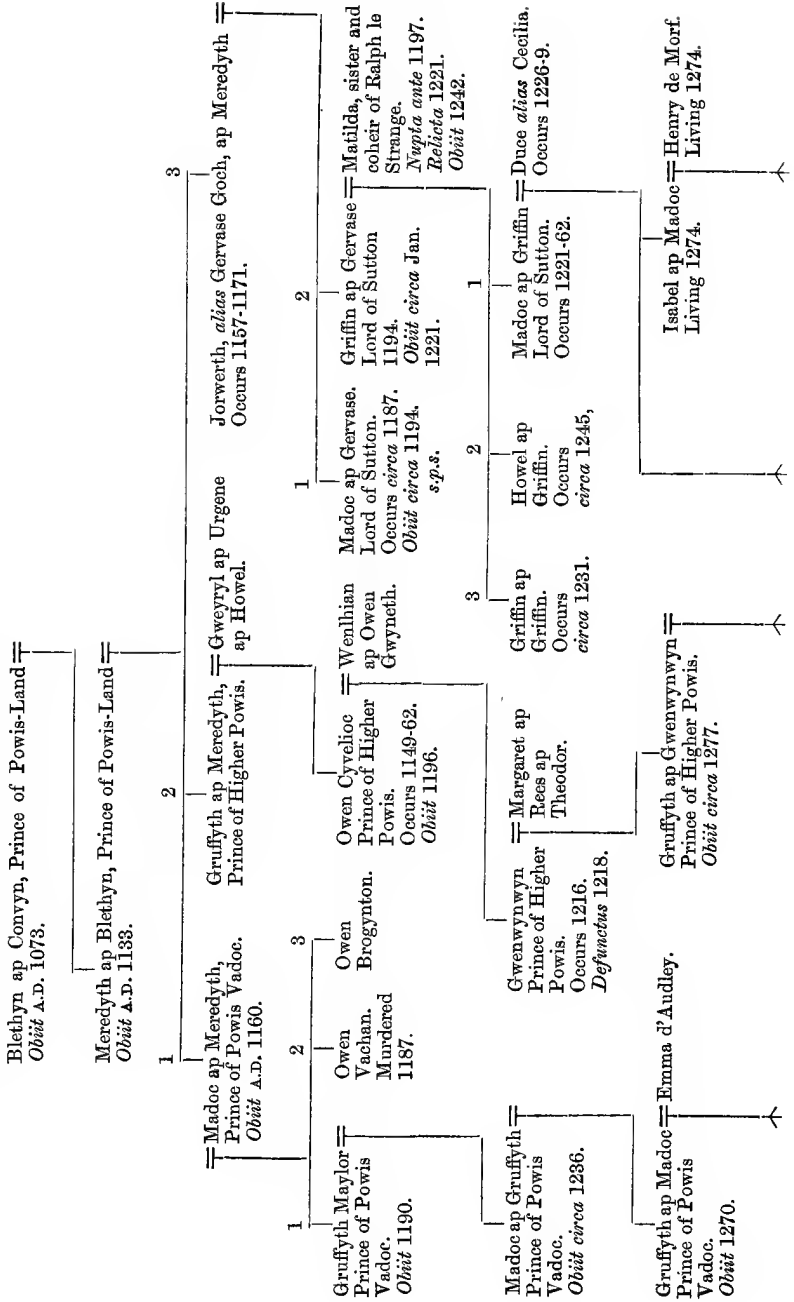 Blethyn ap Convyn, Prince of Powis-Land
Obiit A.D. 1073.
Meredyth ap Blethyn, Prince of Powis-Land
Obiit A.D. 1133.
1
2
3
Madoc ap Meredyth,
Prince of Powis Vadoc.
Obiit A.D. 1160.
Gruffyth ap Meredyth,
Prince of Higher Powis.
Gweyryl ap Urgene
ap Howel.
Jorwerth, alias Gervase Goch, ap Meredyth
Occurs 1157-1171.
1
2
3
Gruffyth Maylor
Prince of Powis
Vadoc.
Obiit 1190.
Owen
Vachan.
Murdered
1187.
Owen
Brogynton.
Owen Cyvelioc
Prince of Higher
Powis.
Occurs 1149-62.
Obiit 1196.
Wenlhian
ap Owen
Gwyneth.
1
2
Madoc ap Gervase.
Lord of Sutton.
Occurs circa 1187.
Obiit circa 1194.
s.p.s.
Griffin ap Gervase
Lord of Sutton
1194.
Obiit circa Jan.
1221.
Matilda, sister and
coheir of Ralph le
Strange.
Nupta ante 1197.
Relicta 1221.
Obiit 1242.
Madoc ap Gruffyth
Prince of Powis
Vadoc.
Obiit circa 1236.
Gwenwynwyn
Prince of Higher
Powis.
Occurs 1216.
Defunctus 1218.
Margaret ap
Rees ap
Theodor.
3
2
1
Griffin ap
Griffin.
Occurs
circa 1231.
Howel ap
Griffin.
Occurs
circa 1245,
Madoc ap Griffin
Lord of Sutton.
Occurs 1221-62.
Duce alias Cecilia.
Occurs 1226-9.
Gruffyth ap Madoc
Prince of Powis
Vadoc.
Obiit 1270.
Emma d'Audley.
Gruffyth ap Gwenwynwyn
Prince of Higher Powis.
Obiit circa 1277.
Isabel ap Madoc
Living 1274.
Henry de Morf.
Living 1274.